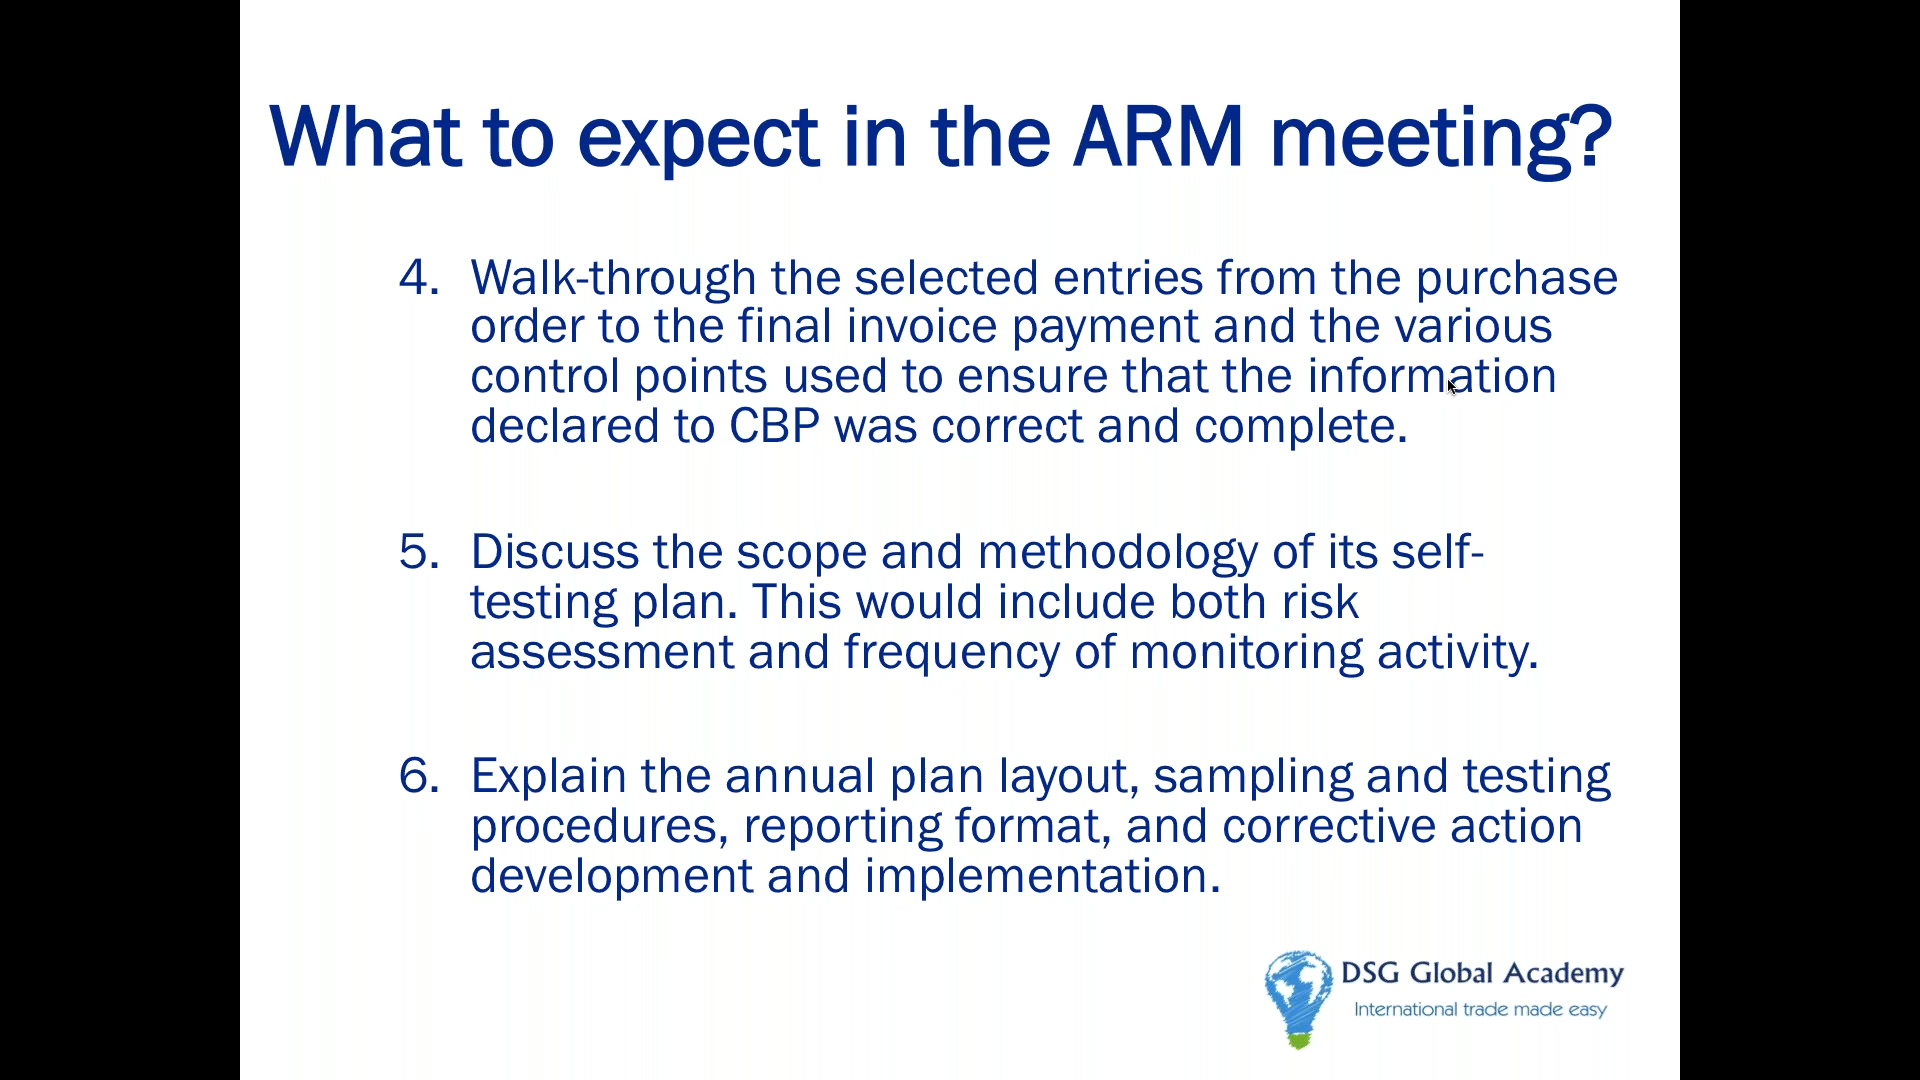 What to expect in the ARM meeting?
4. Walk-through the selected entries from the purchase
order to the final invoice payment and the various
control points used to ensure that the information
declared to CBP was correct and complete.
5. Discuss the scope and methodology of its self-
testing plan. This would include both risk
assessment and frequency of monitoring activity.
6. Explain the annual plan layout, sampling and testing
procedures, reporting format, and corrective action
development and implementation.
DSG Global Academy
International trade made easy